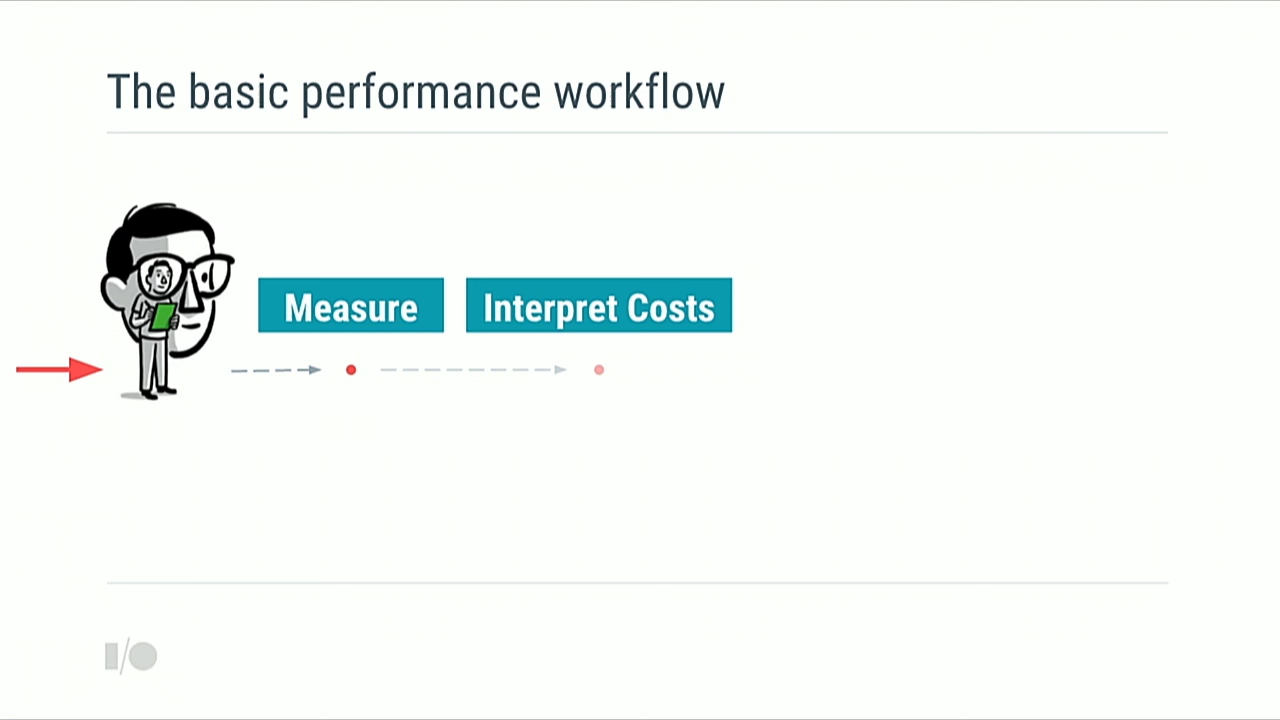 The basic performance workflow
Measure
Interpret Costs
I/O